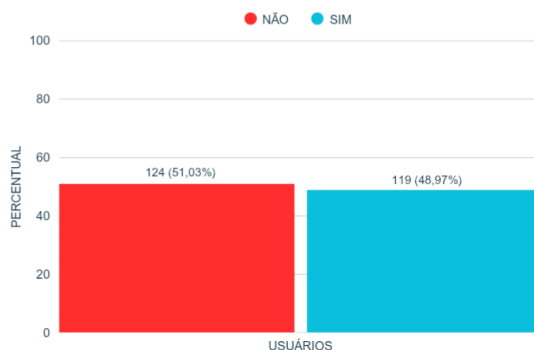 NÃO SIM
100
80
60
40
20
0
PERCENTUAL
124 (51,03%)
119 (48,97%)
USUÁRIOS